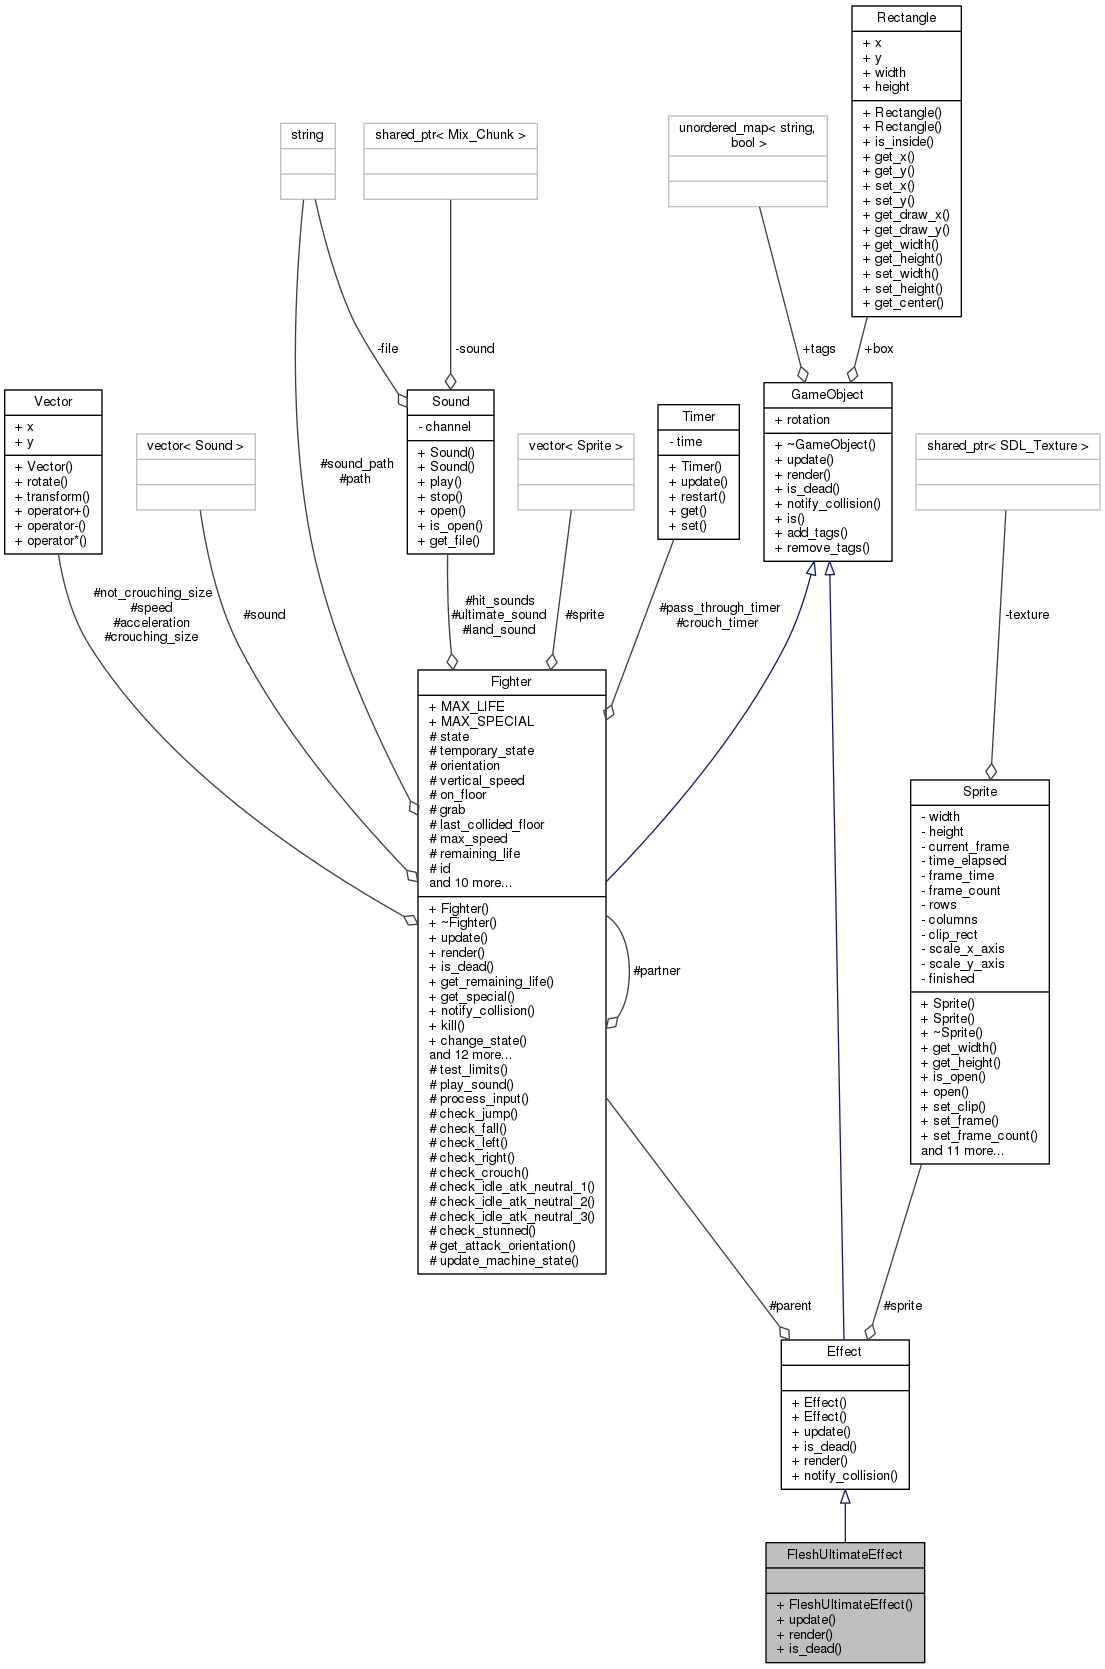 Rectangle
+ x
+ y
+ width
+ height
+ Rectangle()
+ Rectangle()
+ is_inside()
+ get_x()
+ get_y()
+ set_x()
+ set_y()
+ get_draw_x()
+ get_draw_y()
+ get_width()
+ get_height()
+ set_width()
+ set_height()
+ get_center()
string
shared_ptr< Mix_Chunk >
unordered_map< string,
bool >
-file
-sound
+tags
+box
Vector
+ x
+ y
+ Vector()
+ rotate()
+ transform()
+ operator+()
+ operator-()
+ operator*()
vector< Sound >
#sound_path
#path
Sound
- channel
+ Sound()
+ Sound()
+ play()
+ stop()
+ open()
+ is_open()
+ get_file()
vector< Sprite >
Timer
- time
+ Timer()
+ update()
+ restart()
+ get()
+ set()
GameObject
+ rotation
+ ~GameObject()
+ update()
+ render()
+ is_dead()
+ notify_collision()
+ is()
+ add_tags()
+ remove_tags()
shared_ptr< SDL_Texture >
#not_crouching_size
#speed
#acceleration
#crouching_size
#sound
#hit_sounds
#ultimate_sound
#land_sound
#sprite
#pass_through_timer
#crouch_timer
-texture
Fighter
+ MAX_LIFE
+ MAX_SPECIAL
# state
# temporary_state
# orientation
# vertical_speed
# on_floor
# grab
# last_collided_floor
# max_speed
# remaining_life
# id
and 10 more...
+ Fighter()
+ ~Fighter()
+ update()
+ render()
+ is_dead()
+ get_remaining_life()
+ get_special()
+ notify_collision()
+ kill()
+ change_state()
and 12 more...
# test_limits()
# play_sound()
# process_input()
# check_jump()
# check_fall()
# check_left()
# check_right()
# check_crouch()
# check_idle_atk_neutral_1()
# check_idle_atk_neutral_2()
# check_idle_atk_neutral_3()
# check_stunned()
# get_attack_orientation()
# update_machine_state()
#partner
Sprite
- width
- height
- current_frame
- time_elapsed
- frame_time
- frame_count
- rows
- columns
- clip_rect
- scale_x_axis
- scale_y_axis
- finished
+ Sprite()
+ Sprite()
+ ~Sprite()
+ get_width()
+ get_height()
+ is_open()
+ open()
+ set_clip()
+ set_frame()
+ set_frame_count()
and 11 more...
#parent
#sprite
Effect
+ Effect()
+ Effect()
+ update()
+ is_dead()
+ render()
+ notify_collision()
FleshUltimateEffect
+ FleshUltimateEffect()
+ update()
+ render()
+ is_dead()